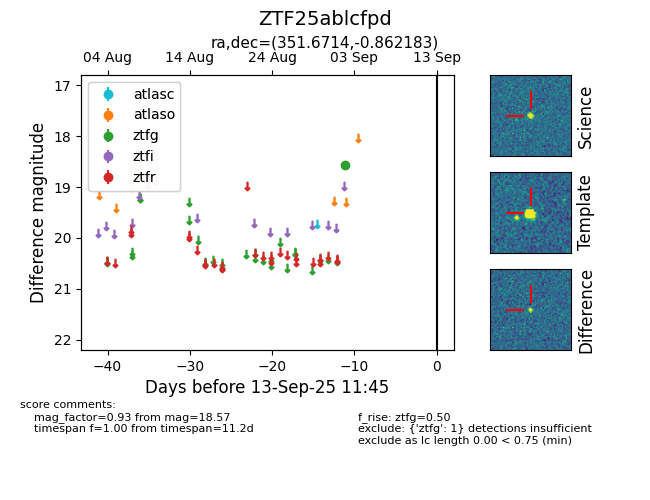 ZTF25ablcfpd
ra,dec=(351.6714,-0.862183)
04 Aug 14 Aug 24 Aug 03 Sep 13 Sep
17
18
19
20
21
22
Difference magnitude
atlasc
atlaso
ztfg
ztfi
ztfr
−40 −30 −20 −10 0
Days before 13-Sep-25 11:45
Science
Template
Difference
score comments:
mag_factor=0.93 from mag=18.57
timespan f=1.00 from timespan=11.2d
f_rise: ztfg=0.50
exclude: {'ztfg': 1} detections insufficient
exclude as lc length 0.00 < 0.75 (min)